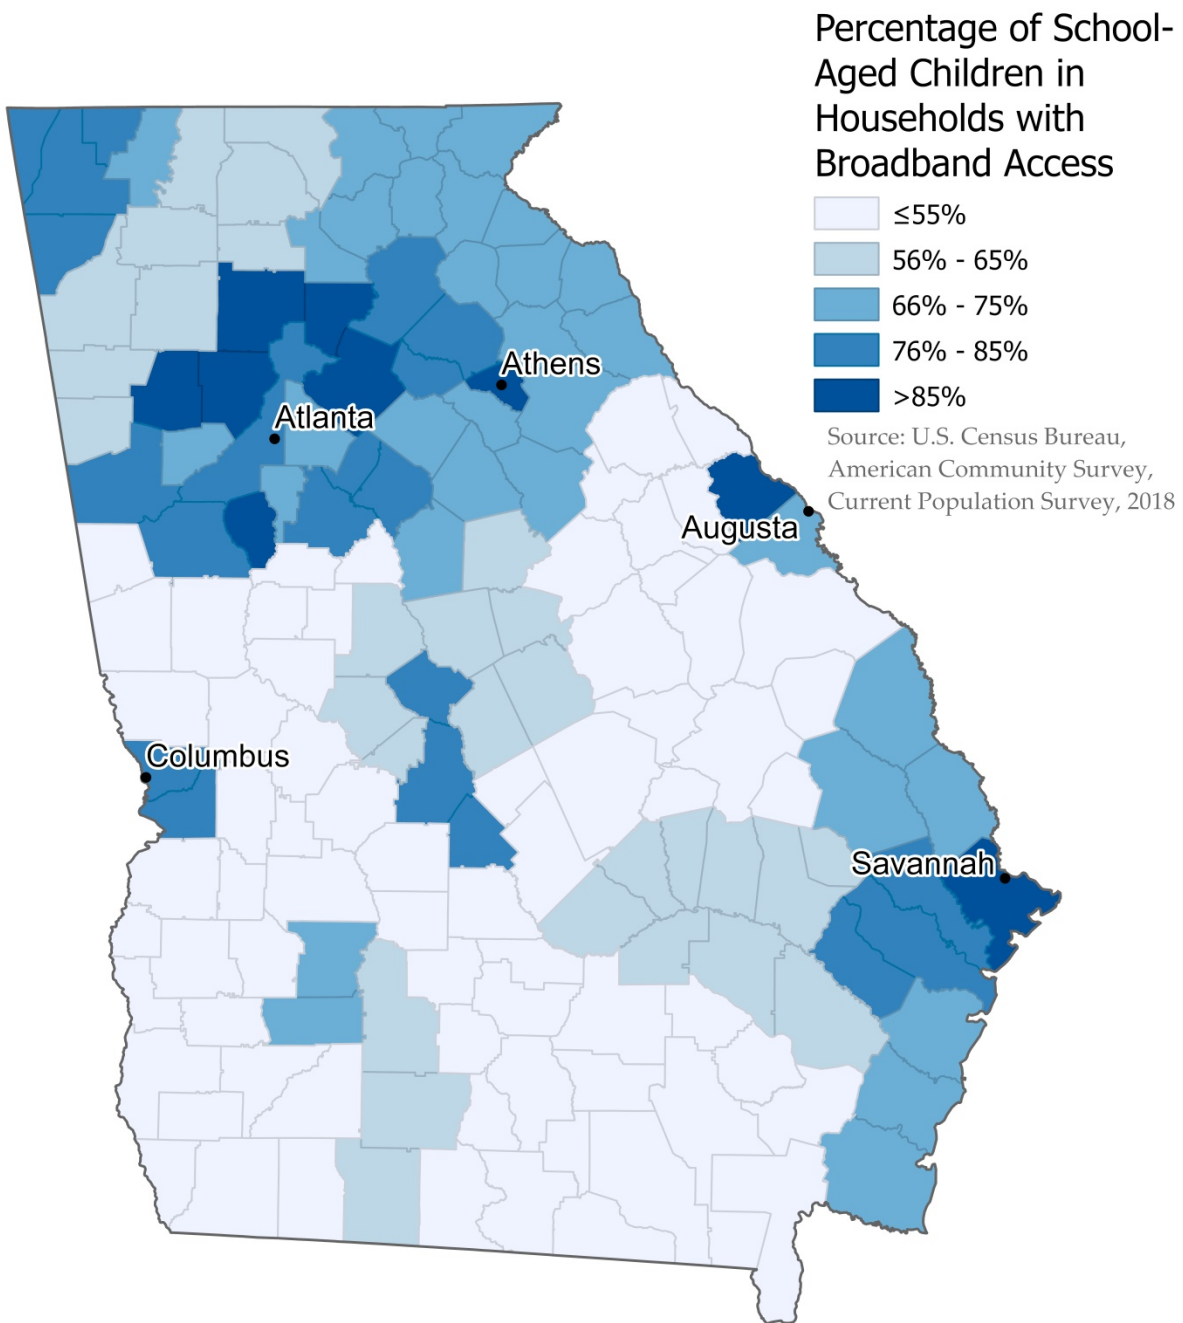 Percentage of School-
Aged Children in
Households with
Broadband Access
≤55%
56% - 65%
66% - 75%
76% - 85%
>85%
Source: U.S. Census Bureau,
American Community Survey,
Current Population Survey, 2018
Athens
Atlanta
Augusta
Columbus
Savannah